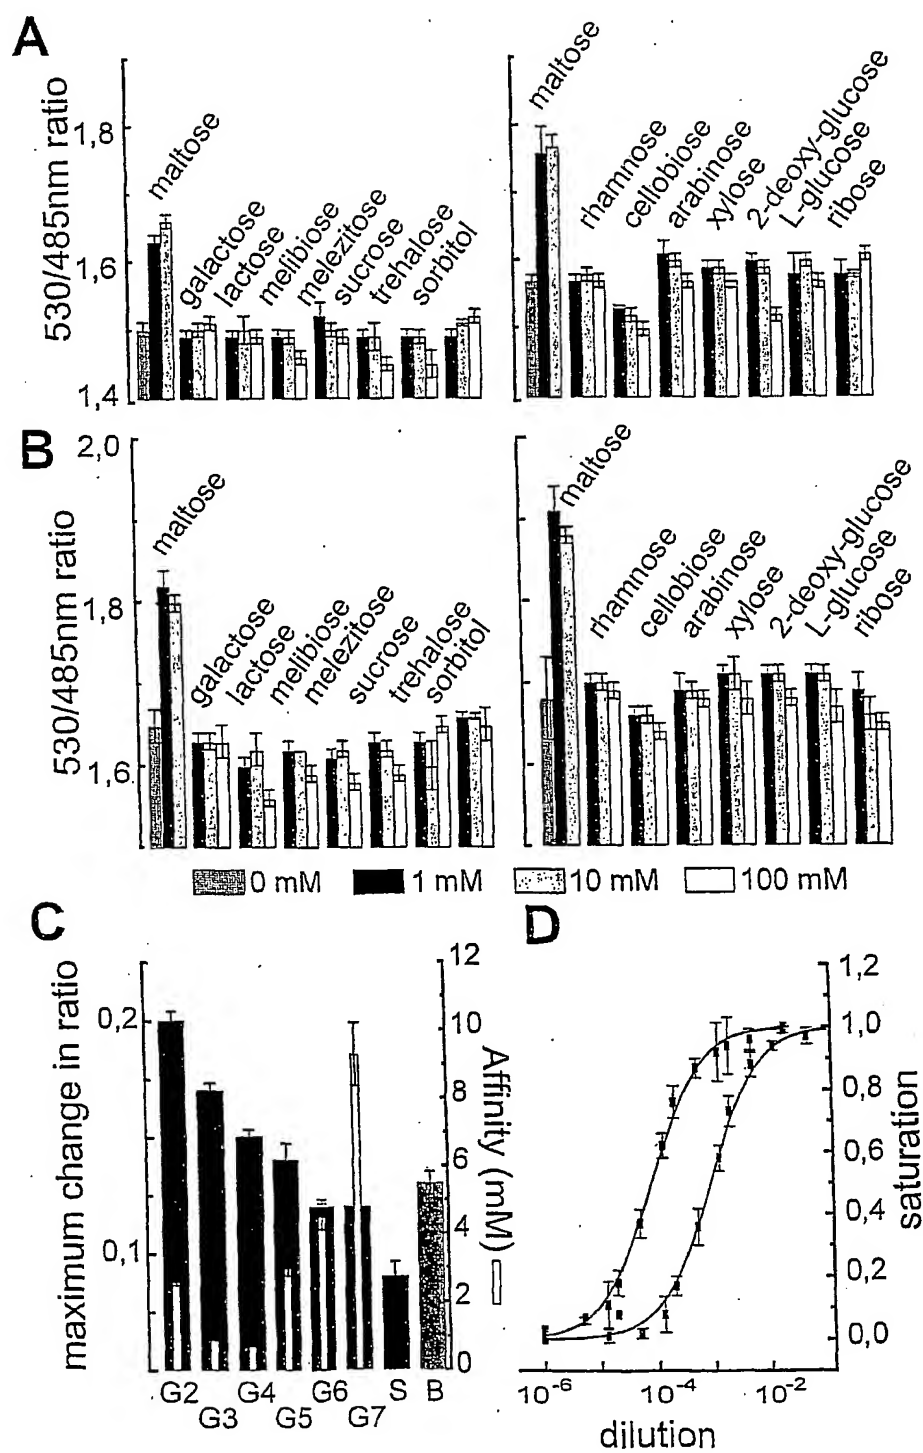 A
530/485nm ratio
1,8
1,6
1,4
maltose
galactose
lactose
melibiose
melezitose
sucrose
trehalose
sorbitol
maltose
rhamnose
cellobiose
arabinose
xylose
2-deoxy-glucose
L-glucose
ribose
B
530/485nm ratio
2,0
1,8
1,6
maltose
galactose
lactose
melibiose
melezitose
sucrose
trehalose
sorbitol
maltose
rhamnose
cellobiose
arabinose
xylose
2-deoxy-glucose
L-glucose
ribose
0 mM 1 mM 10 mM 100 mM
C
maximum change in ratio
0,2
0,1
12
10
8
6
4
2
0
Affinity (mM)
G2 G3 G4 G5 G6 G7 S B
D
1,2
1,0
0,8
0,6
0,4
0,2
0,0
saturation
10-6 10-4 10-2
dilution